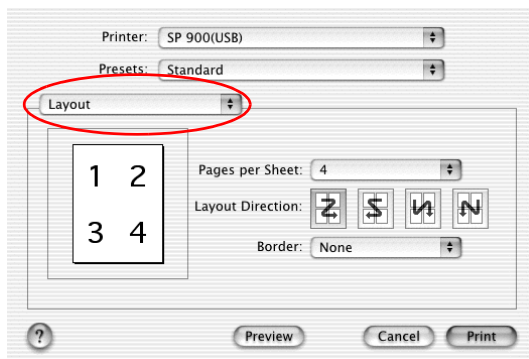 Printer: SP 900(USB)
Presets: Standard
Layout
1 2
3 4
Pages per Sheet: 4
Layout Direction:
Border: None
?
Preview
Cancel
Print